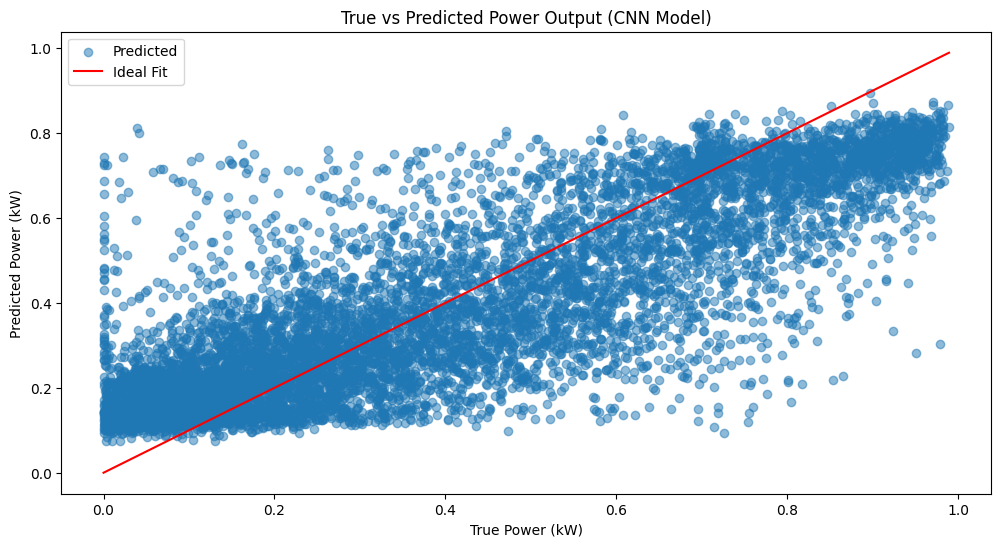 True vs Predicted Power Output (CNN Model)
Predicted
Ideal Fit
Predicted Power (kW)
1.0
0.8
0.6
0.4
0.2
0.0
0.0 0.2 0.4 0.6 0.8 1.0
True Power (kW)